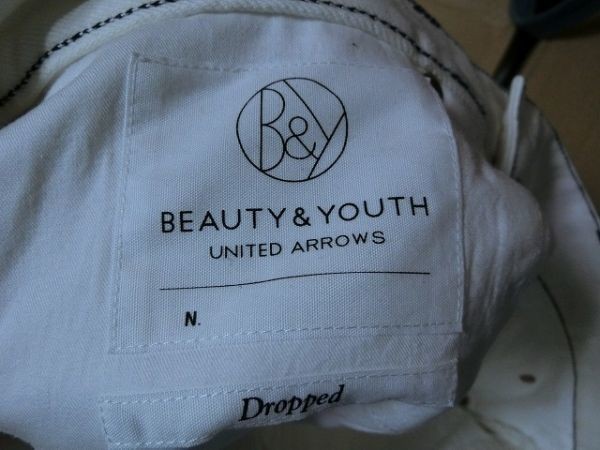 B&Y
BEAUTY & YOUTH
UNITED ARROWS
N.
Dropped